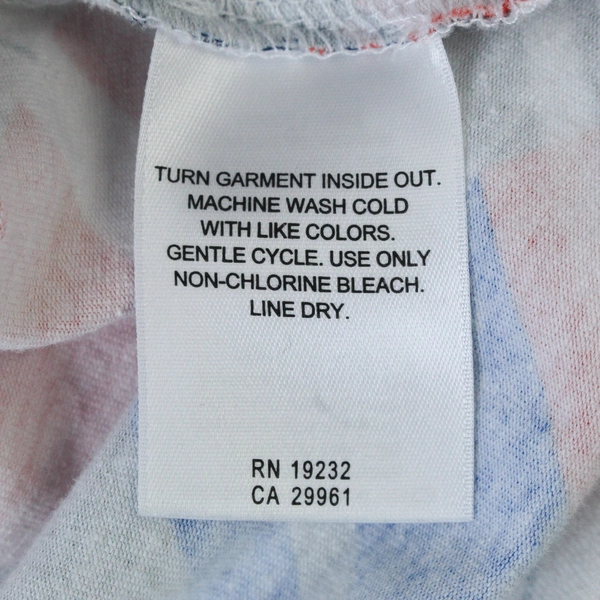 TURN GARMENT INSIDE OUT.
MACHINE WASH COLD
WITH LIKE COLORS.
GENTLE CYCLE. USE ONLY
NON-CHLORINE BLEACH.
LINE DRY.
RN 19232
CA 29961